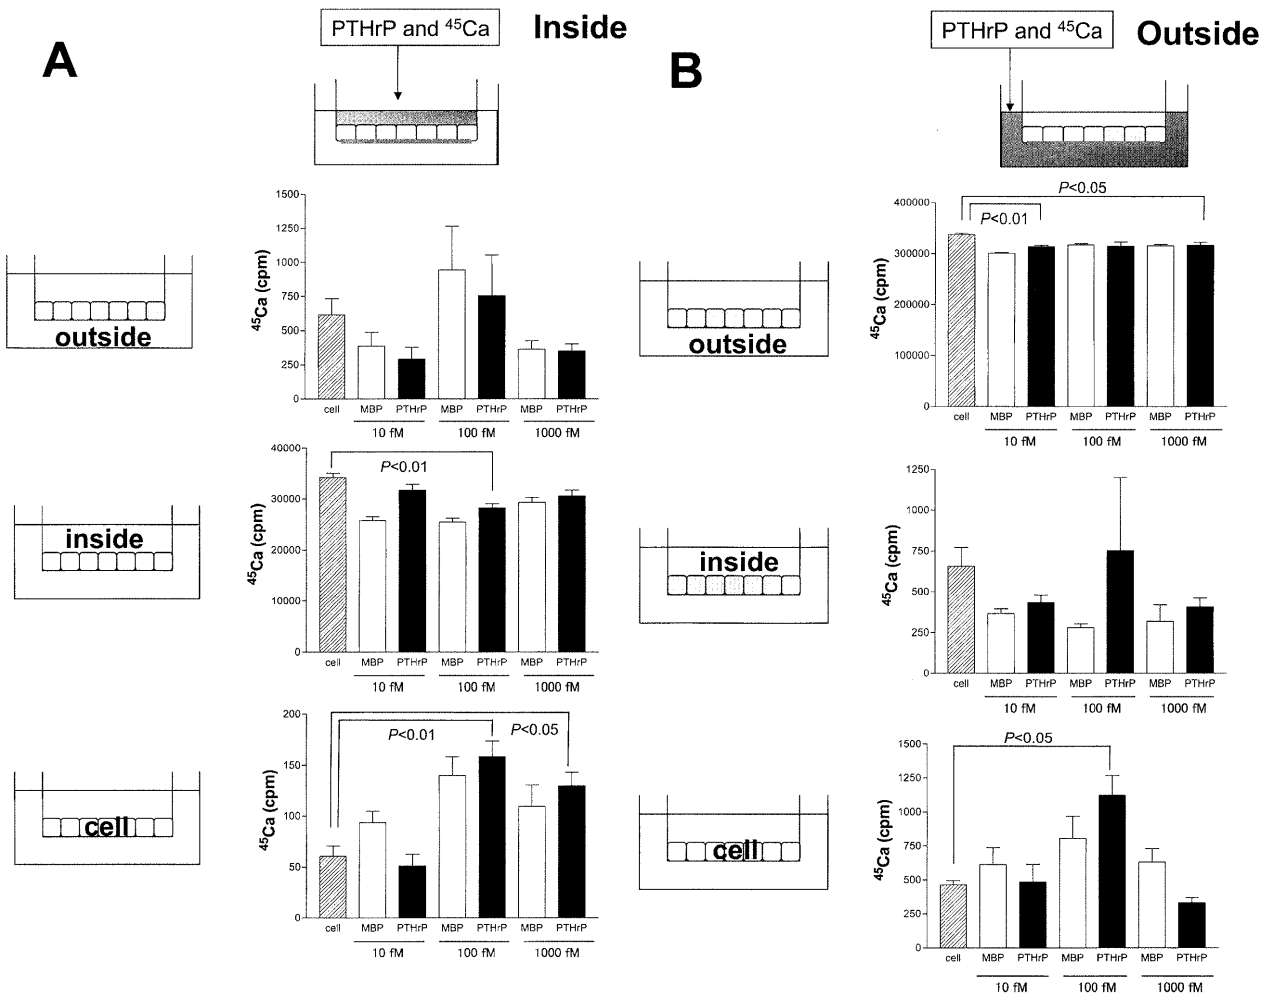 A
PTHrP and ⁴⁵Ca
Inside
outside
⁴⁵Ca (cpm)
1500
1250
1000
750
500
250
0
cell MBP PTHrP MBP PTHrP MBP PTHrP
10 fM 100 fM 1000 fM
inside
⁴⁵Ca (cpm)
40000
30000
20000
10000
0
P<0.01
cell MBP PTHrP MBP PTHrP MBP PTHrP
10 fM 100 fM 1000 fM
cell
⁴⁵Ca (cpm)
200
150
100
50
0
P<0.01 P<0.05
cell MBP PTHrP MBP PTHrP MBP PTHrP
10 fM 100 fM 1000 fM
B
PTHrP and ⁴⁵Ca
Outside
outside
⁴⁵Ca (cpm)
400000
300000
200000
100000
0
P<0.05
P<0.01
cell MBP PTHrP MBP PTHrP MBP PTHrP
10 fM 100 fM 1000 fM
inside
⁴⁵Ca (cpm)
1250
1000
750
500
250
0
cell MBP PTHrP MBP PTHrP MBP PTHrP
10 fM 100 fM 1000 fM
cell
⁴⁵Ca (cpm)
1500
1250
1000
750
500
250
0
P<0.05
cell MBP PTHrP MBP PTHrP MBP PTHrP
10 fM 100 fM 1000 fM